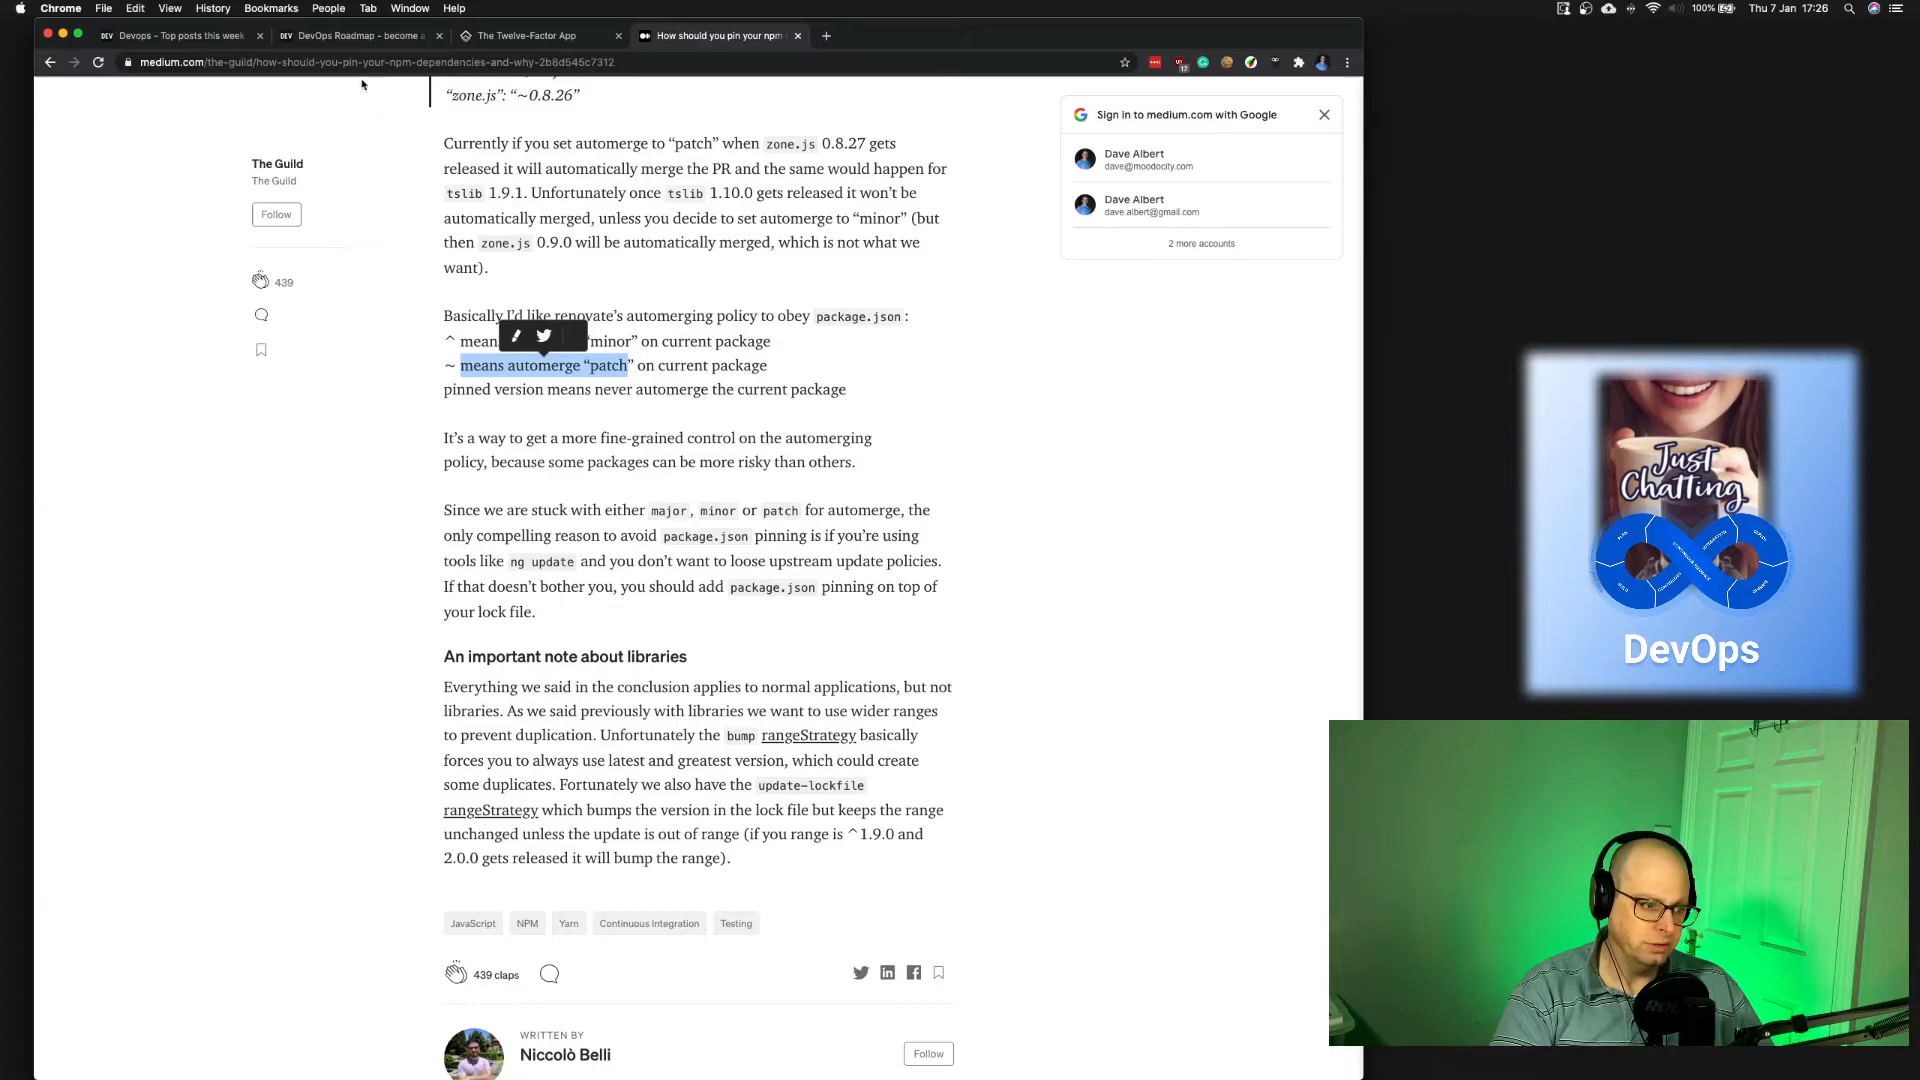 Chrome File Edit View History Bookmarks People Tab Window Help
100% Thu 7 Jan 17:26
DEV Devops - Top posts this week
DEV DevOps Roadmap - become a
The Twelve-Factor App
How should you pin your npm
medium.com/the-guild/how-should-you-pin-your-npm-dependencies-and-why-2b8d545c7312
17
“zone.js”: “~0.8.26”
Currently if you set automerge to “patch” when zone.js 0.8.27 gets
released it will automatically merge the PR and the same would happen for
tslib 1.9.1. Unfortunately once tslib 1.10.0 gets released it won’t be
automatically merged, unless you decide to set automerge to “minor” (but
then zone.js 0.9.0 will be automatically merged, which is not what we
want).
Basically I’d like renovate’s automerging policy to obey package.json :
^ means “minor” on current package
~ means automerge “patch” on current package
pinned version means never automerge the current package
It’s a way to get a more fine-grained control on the automerging
policy, because some packages can be more risky than others.
Since we are stuck with either major, minor or patch for automerge, the
only compelling reason to avoid package.json pinning is if you’re using
tools like ng update and you don’t want to loose upstream update policies.
If that doesn’t bother you, you should add package.json pinning on top of
your lock file.
An important note about libraries
Everything we said in the conclusion applies to normal applications, but not
libraries. As we said previously with libraries we want to use wider ranges
to prevent duplication. Unfortunately the bump rangeStrategy basically
forces you to always use latest and greatest version, which could create
some duplicates. Fortunately we also have the update-lockfile
rangeStrategy which bumps the version in the lock file but keeps the range
unchanged unless the update is out of range (if you range is ^1.9.0 and
2.0.0 gets released it will bump the range).
JavaScript NPM Yarn Continuous Integration Testing
439 claps
WRITTEN BY
Niccolò Belli
Follow
The Guild
The Guild
Follow
439
Sign in to medium.com with Google
Dave Albert
dave@moodocity.com
Dave Albert
dave.albert@gmail.com
2 more accounts
Just
Chatting
DevOps